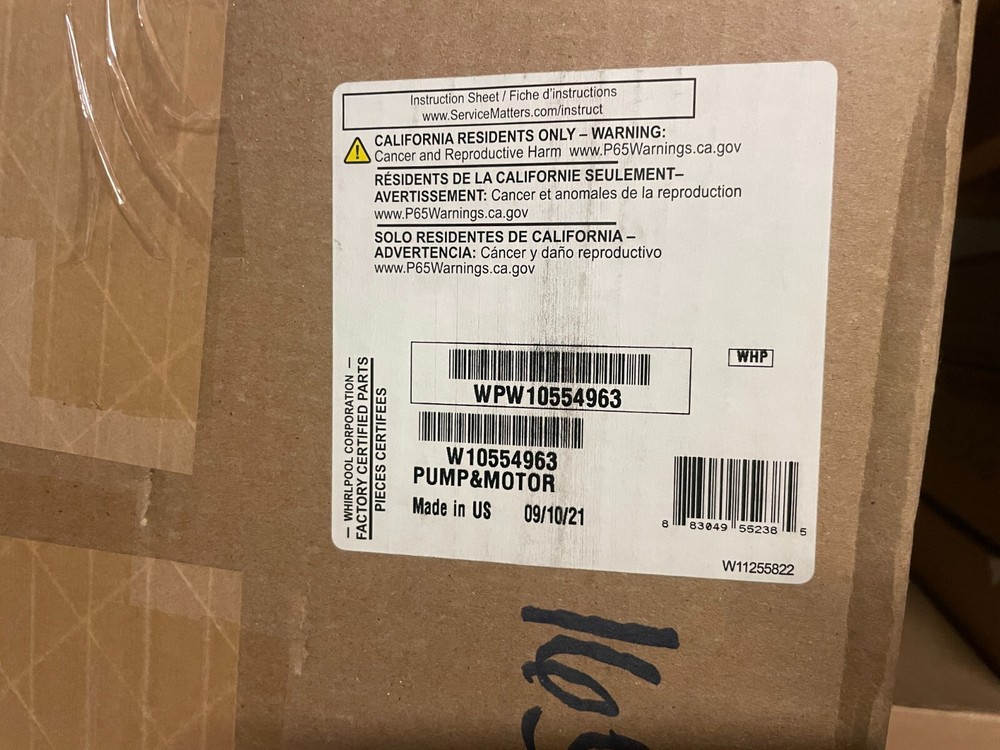 Instruction Sheet / Fiche d'instructions
www.ServiceMatters.com/instruct
CALIFORNIA RESIDENTS ONLY – WARNING:
Cancer and Reproductive Harm www.P65Warnings.ca.gov
RÉSIDENTS DE LA CALIFORNIE SEULEMENT–
AVERTISSEMENT: Cancer et anomales de la reproduction
www.P65Warnings.ca.gov
SOLO RESIDENTES DE CALIFORNIA –
ADVERTENCIA: Cáncer y daño reproductivo
www.P65Warnings.ca.gov
— WHIRLPOOL CORPORATION —
FACTORY CERTIFIED PARTS
PIECES CERTIFEES
WHP
WPW10554963
W10554963
PUMP&MOTOR
Made in US 09/10/21
8 83049 55238 5
W11255822